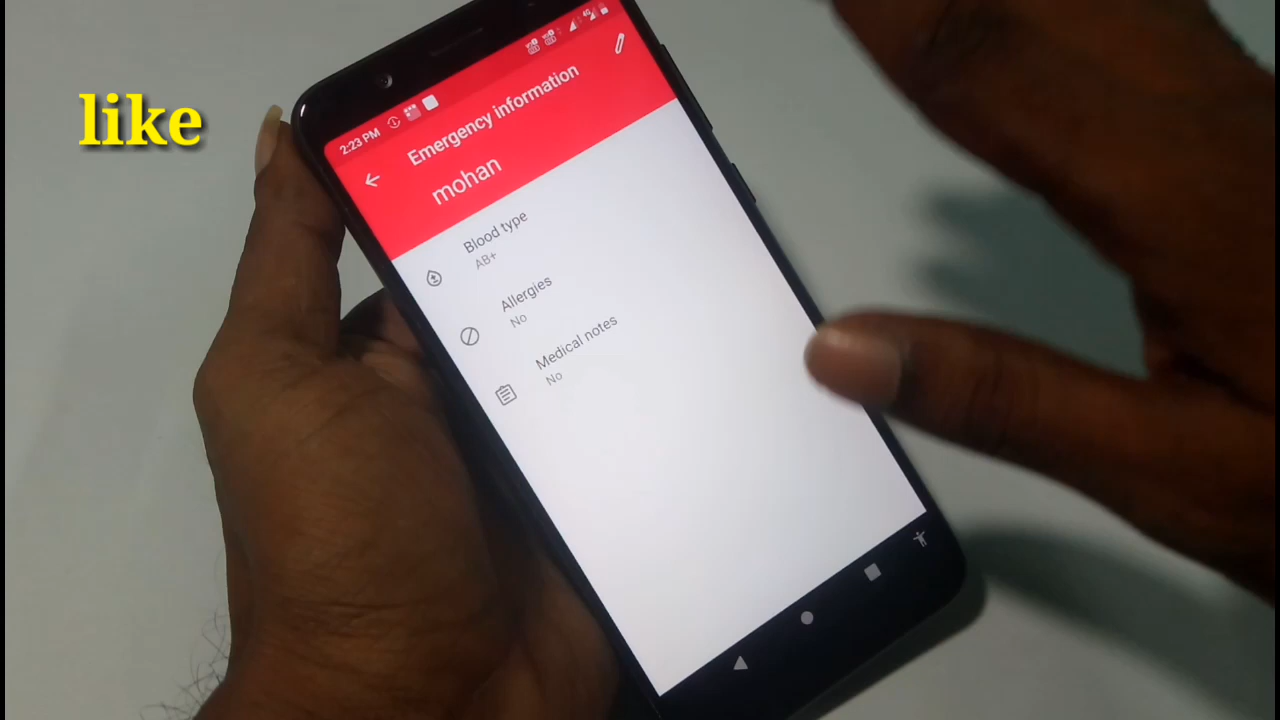 like
2:23 PM
Emergency information
mohan
Blood type
AB+
Allergies
No
Medical notes
No